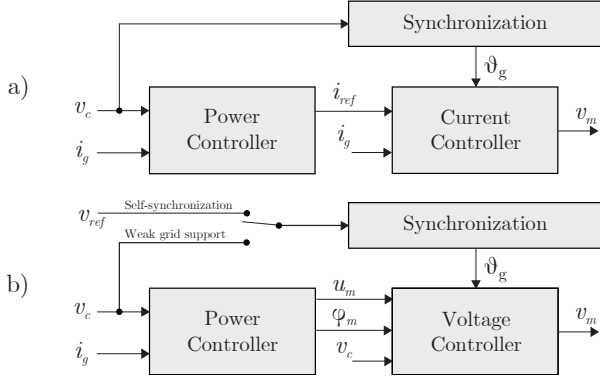 Synchronization
ϑg
a)
vc
ig
Power
Controller
iref
ig
Current
Controller
vm
vref
Self-synchronization
Weak grid support
Synchronization
ϑg
b)
vc
ig
Power
Controller
um
φm
vc
Voltage
Controller
vm